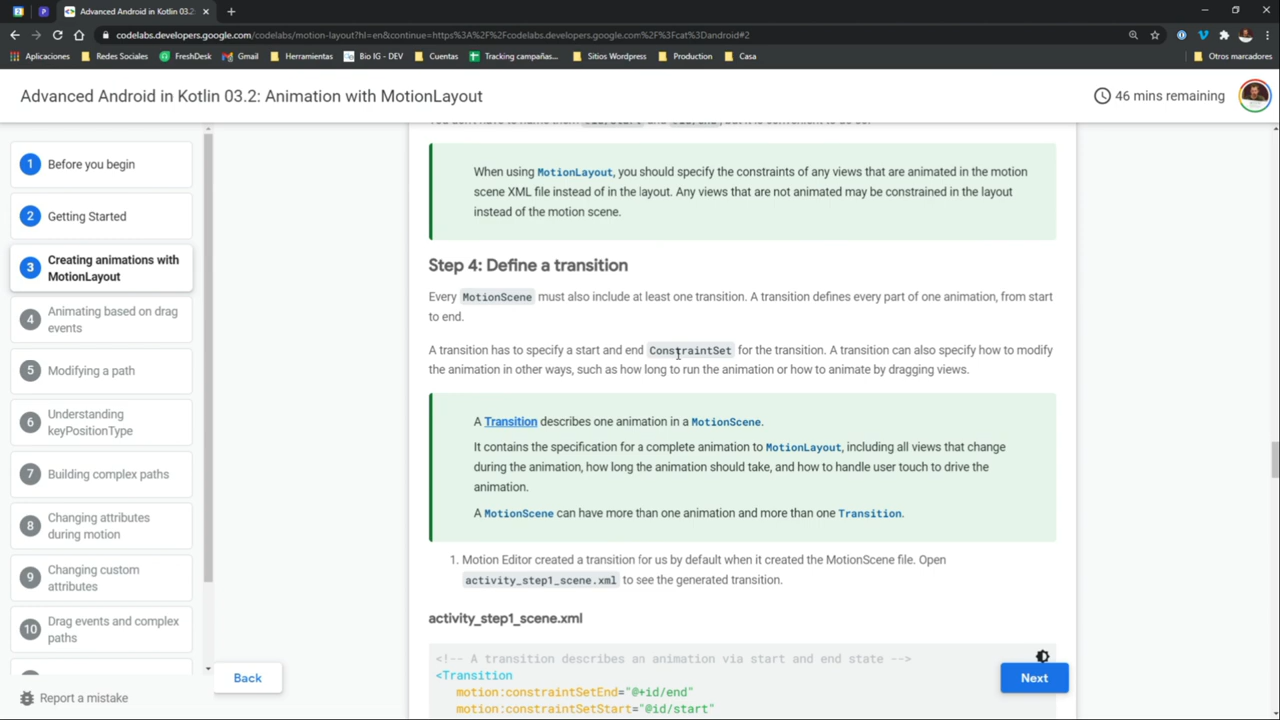 Advanced Android in Kotlin 03.2
codelabs.developers.google.com/codelabs/motion-layout?hl=en&continue=https%3A%2F%2Fcodelabs.developers.google.com%2F%3Fcat%3Dandroid#2
Aplicaciones Redes Sociales FreshDesk Gmail Herramientas Bio IG - DEV Cuentas Tracking campañas... Sitios Wordpress Production Casa Otros marcadores
Advanced Android in Kotlin 03.2: Animation with MotionLayout
46 mins remaining
1 Before you begin
2 Getting Started
3 Creating animations with
MotionLayout
4 Animating based on drag
events
5 Modifying a path
6 Understanding
keyPositionType
7 Building complex paths
8 Changing attributes
during motion
9 Changing custom
attributes
10 Drag events and complex
paths
Report a mistake
When using MotionLayout, you should specify the constraints of any views that are animated in the motion
scene XML file instead of in the layout. Any views that are not animated may be constrained in the layout
instead of the motion scene.
Step 4: Define a transition
Every MotionScene must also include at least one transition. A transition defines every part of one animation, from start
to end.
A transition has to specify a start and end ConstraintSet for the transition. A transition can also specify how to modify
the animation in other ways, such as how long to run the animation or how to animate by dragging views.
A Transition describes one animation in a MotionScene.
It contains the specification for a complete animation to MotionLayout, including all views that change
during the animation, how long the animation should take, and how to handle user touch to drive the
animation.
A MotionScene can have more than one animation and more than one Transition.
1. Motion Editor created a transition for us by default when it created the MotionScene file. Open
activity_step1_scene.xml to see the generated transition.
activity_step1_scene.xml
<!-- A transition describes an animation via start and end state -->
<Transition
motion:constraintSetEnd="@+id/end"
motion:constraintSetStart="@id/start"
Back
Next